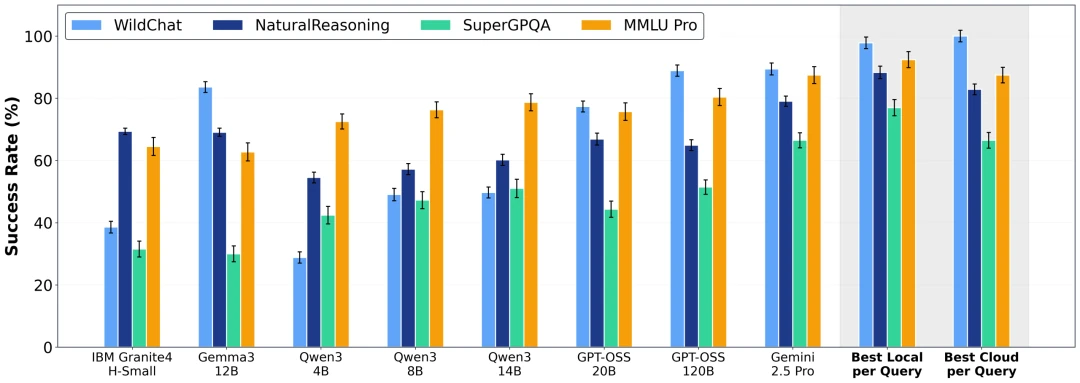 WildChat NaturalReasoning SuperGPQA MMLU Pro
Success Rate (%)
100
80
60
40
20
0
IBM Granite4 H-Small
Gemma3 12B
Qwen3 4B
Qwen3 8B
Qwen3 14B
GPT-OSS 20B
GPT-OSS 120B
Gemini 2.5 Pro
Best Local per Query
Best Cloud per Query